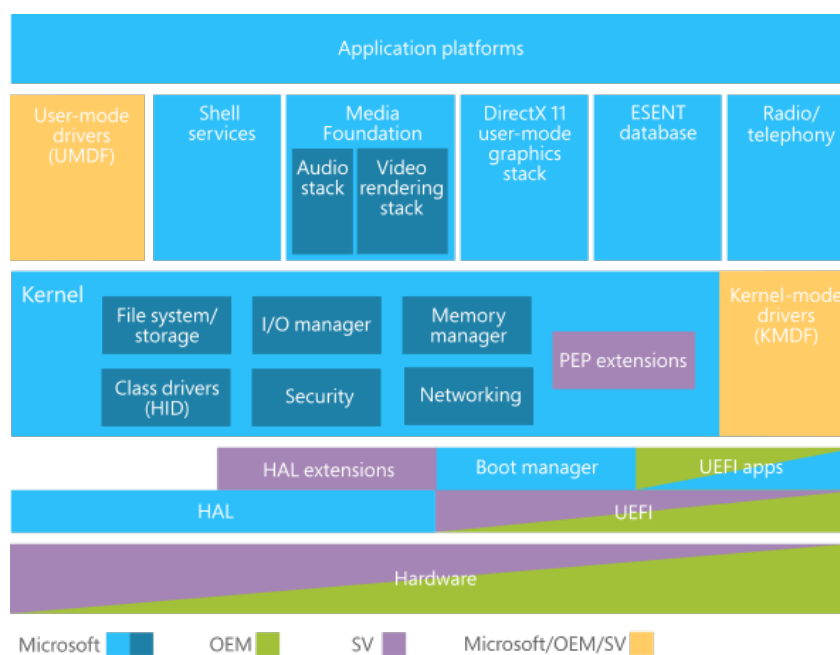 Application platforms
User-mode
drivers
(UMDF)
Shell
services
Media
Foundation
Audio
stack
Video
rendering
stack
DirectX 11
user-mode
graphics
stack
ESENT
database
Radio/
telephony
Kernel
File system/
storage
I/O manager
Memory
manager
PEP extensions
Kernel-mode
drivers
(KMDF)
Class drivers
(HID)
Security
Networking
HAL extensions
Boot manager
UEFI apps
HAL
UEFI
Hardware
Microsoft
OEM
SV
Microsoft/OEM/SV